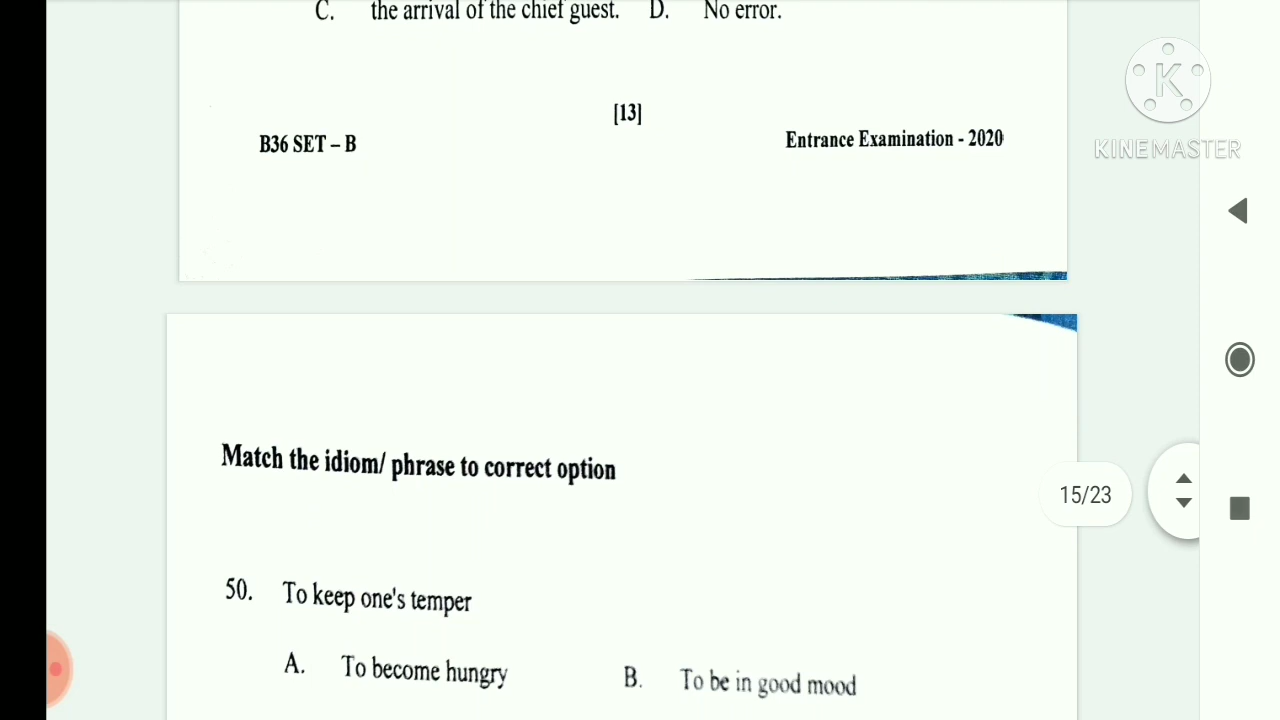 C. the arrival of the chief guest. D. No error.
[13]
B36 SET – B
Entrance Examination - 2020
K
KINEMASTER
Match the idiom/ phrase to correct option
15/23
50. To keep one's temper
A. To become hungry B. To be in good mood